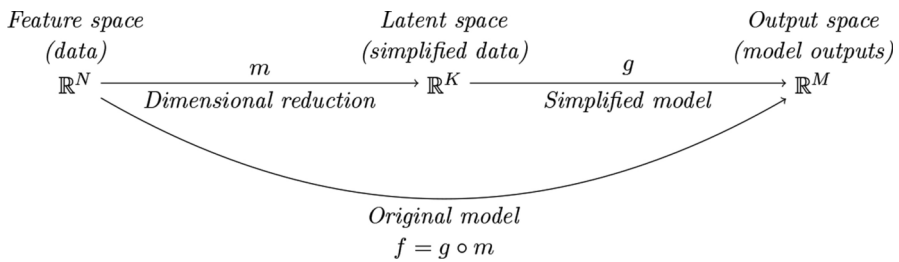 Feature space
(data)
ℝ^N
m
Dimensional reduction
Latent space
(simplified data)
ℝ^K
g
Simplified model
Output space
(model outputs)
ℝ^M
Original model
f = g ∘ m